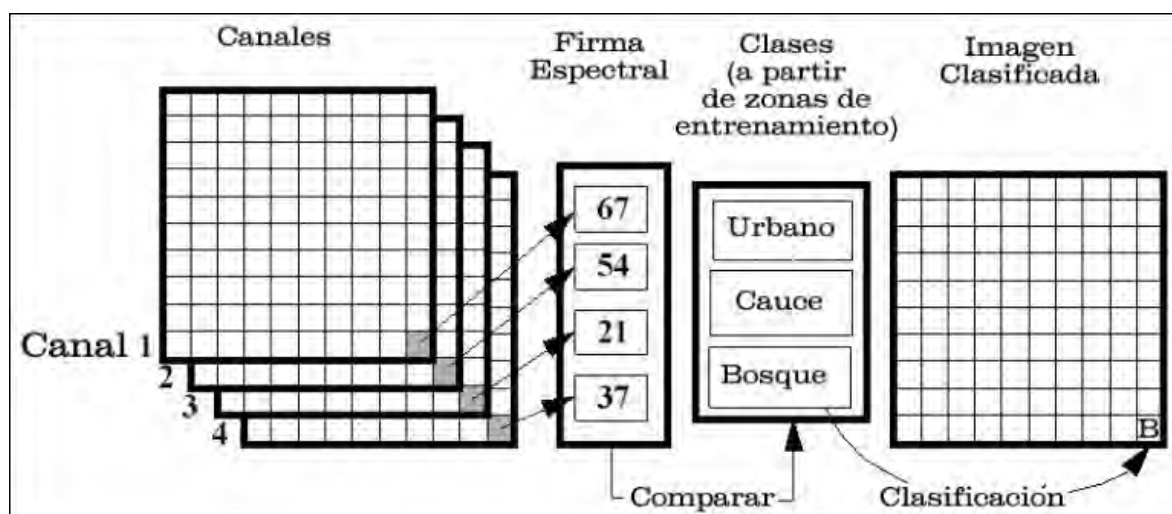 Canales
Firma
Espectral
Clases
(a partir
de zonas de
entrenamiento)
Imagen
Clasificada
Canal 1
2
3
4
67
54
21
37
Urbano
Cauce
Bosque
B
Comparar
Clasificación